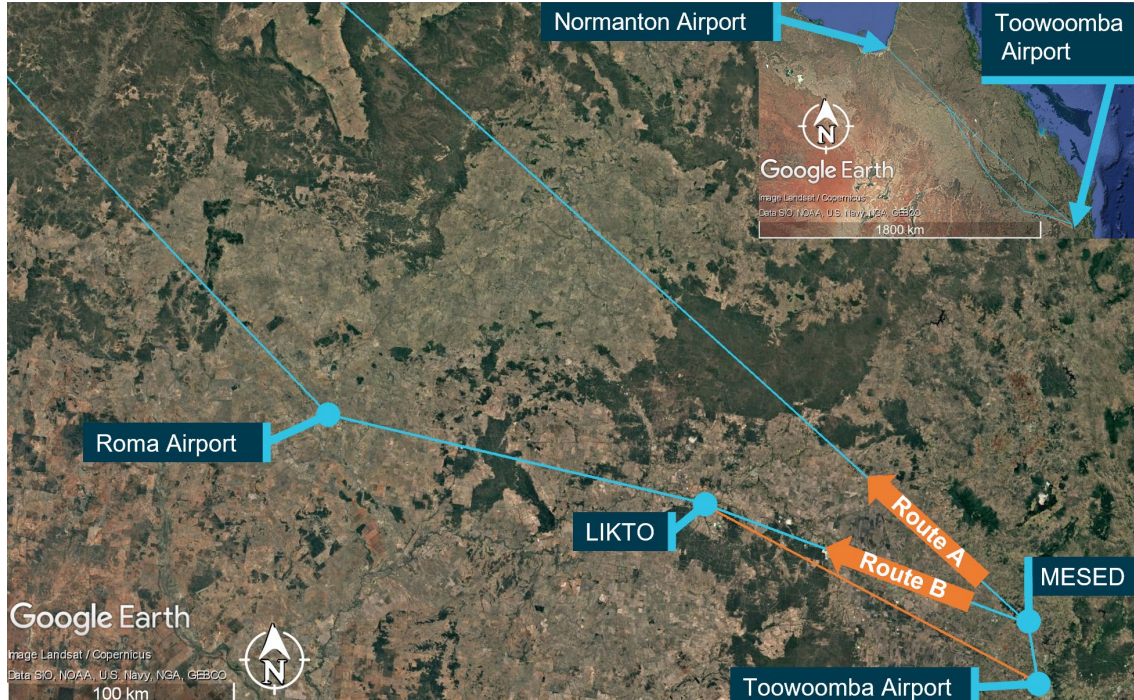 Normanton Airport
Toowoomba
Airport
N
Google Earth
Image Landsat / Copernicus
Data SIO, NOAA, U.S. Navy, NGA, GEBCO
1800 km
Roma Airport
LIKTO
Route A
Route B
MESED
Google Earth
Image Landsat / Copernicus
Data SIO, NOAA, U.S. Navy, NGA, GEBCO
100 km
N
Toowoomba Airport